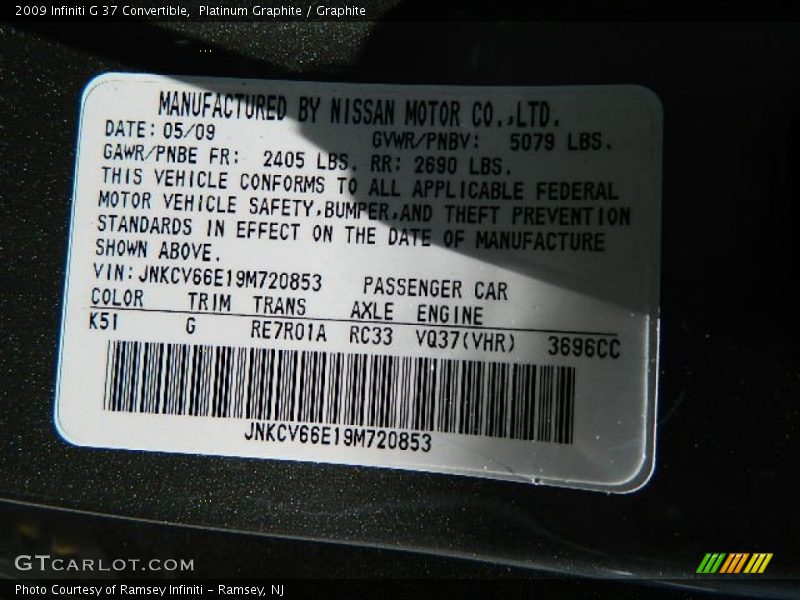 2009 Infiniti G 37 Convertible, Platinum Graphite / Graphite
MANUFACTURED BY NISSAN MOTOR CO.,LTD.
DATE: 05/09 GVWR/PNBV: 5079 LBS.
GAWR/PNBE FR: 2405 LBS. RR: 2690 LBS.
THIS VEHICLE CONFORMS TO ALL APPLICABLE FEDERAL
MOTOR VEHICLE SAFETY,BUMPER,AND THEFT PREVENTION
STANDARDS IN EFFECT ON THE DATE OF MANUFACTURE
SHOWN ABOVE.
VIN: JNKCV66E19M720853 PASSENGER CAR
COLOR TRIM TRANS AXLE ENGINE
K51 G RE7R01A RC33 VQ37(VHR) 3696CC
JNKCV66E19M720853
GTCARLOT.COM
Photo Courtesy of Ramsey Infiniti - Ramsey, NJ